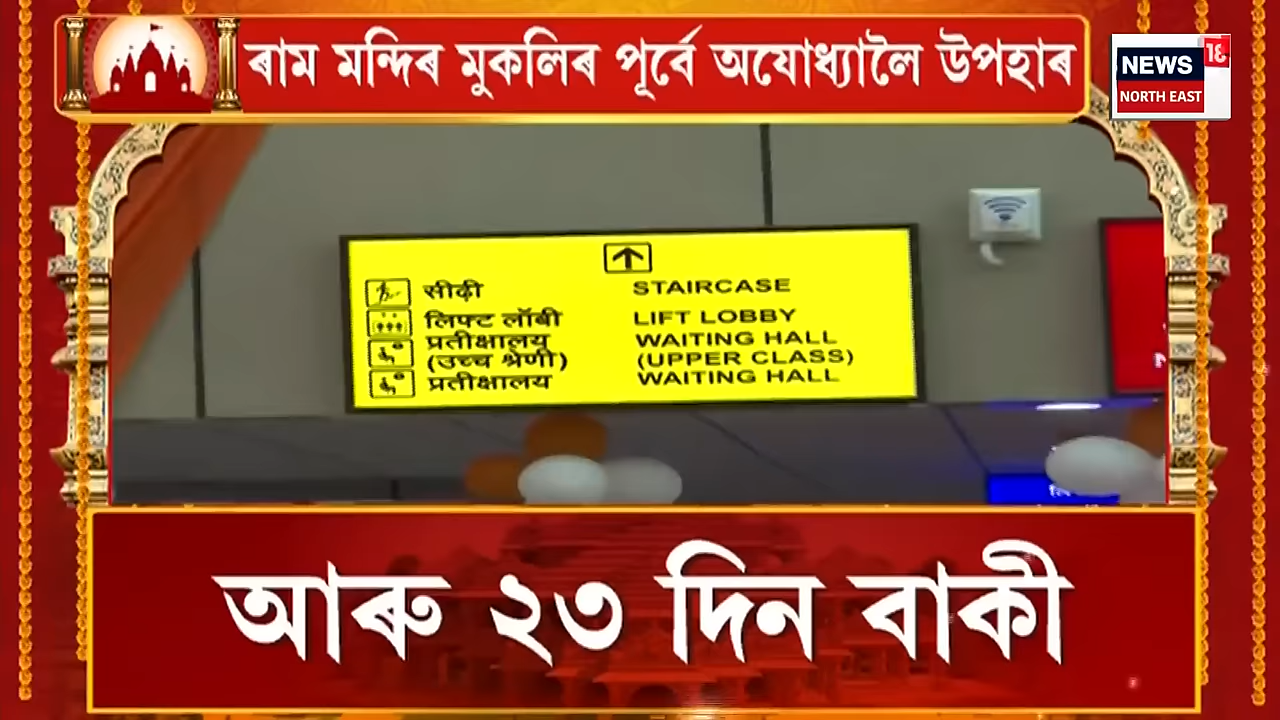 ৰাম মন্দিৰ মুকলিৰ পূৰ্বে অযোধ্যালৈ উপহাৰ
NEWS 18
NORTH EAST
सीढ़ी STAIRCASE
लिफ्ट लॉबी LIFT LOBBY
प्रतीक्षालय WAITING HALL
(उच्च श्रेणी) (UPPER CLASS)
प्रतीक्षालय WAITING HALL
আৰু ২৩ দিন বাকী